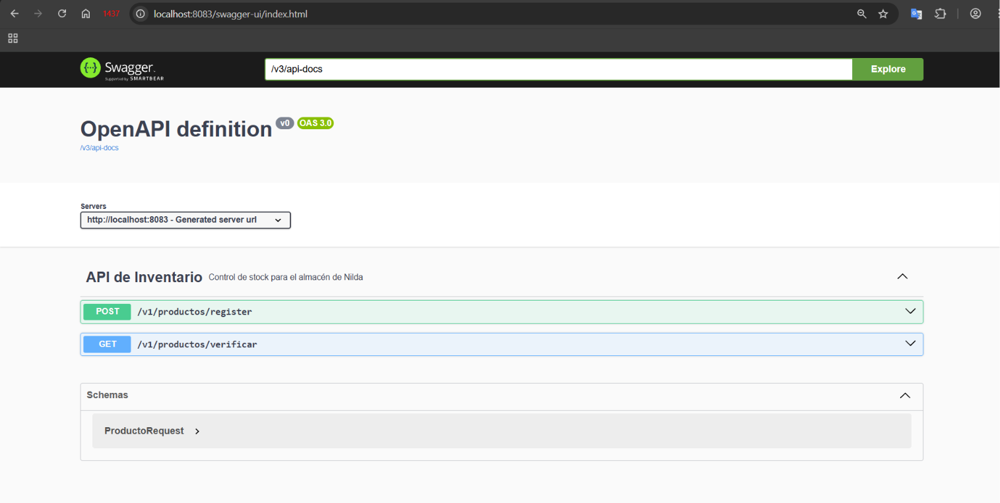 1437
localhost:8083/swagger-ui/index.html
Swagger.
Supported by SMARTBEAR
/v3/api-docs
Explore
OpenAPI definition v0 OAS 3.0
/v3/api-docs
Servers
http://localhost:8083 - Generated server url
API de Inventario Control de stock para el almacén de Nilda
POST /v1/productos/register
GET /v1/productos/verificar
Schemas
ProductoRequest